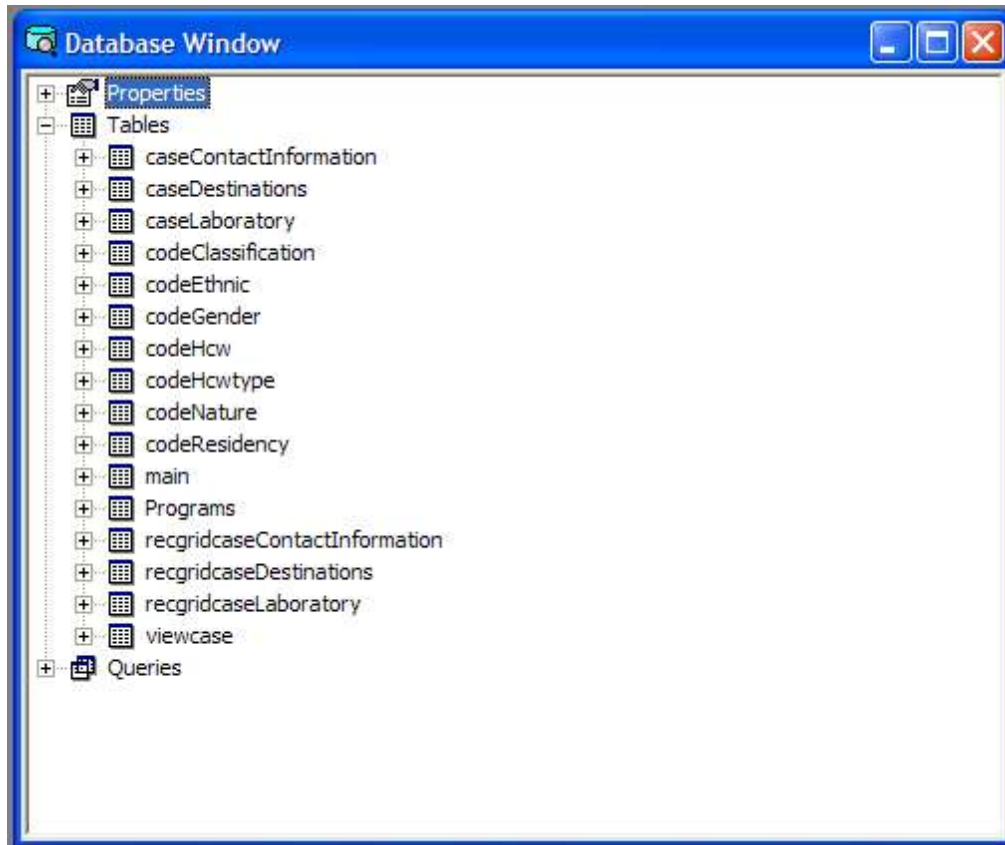 Database Window
Properties
Tables
caseContactInformation
caseDestinations
caseLaboratory
codeClassification
codeEthnic
codeGender
codeHcw
codeHcwtype
codeNature
codeResidency
main
Programs
recgridcaseContactInformation
recgridcaseDestinations
recgridcaseLaboratory
viewcase
Queries